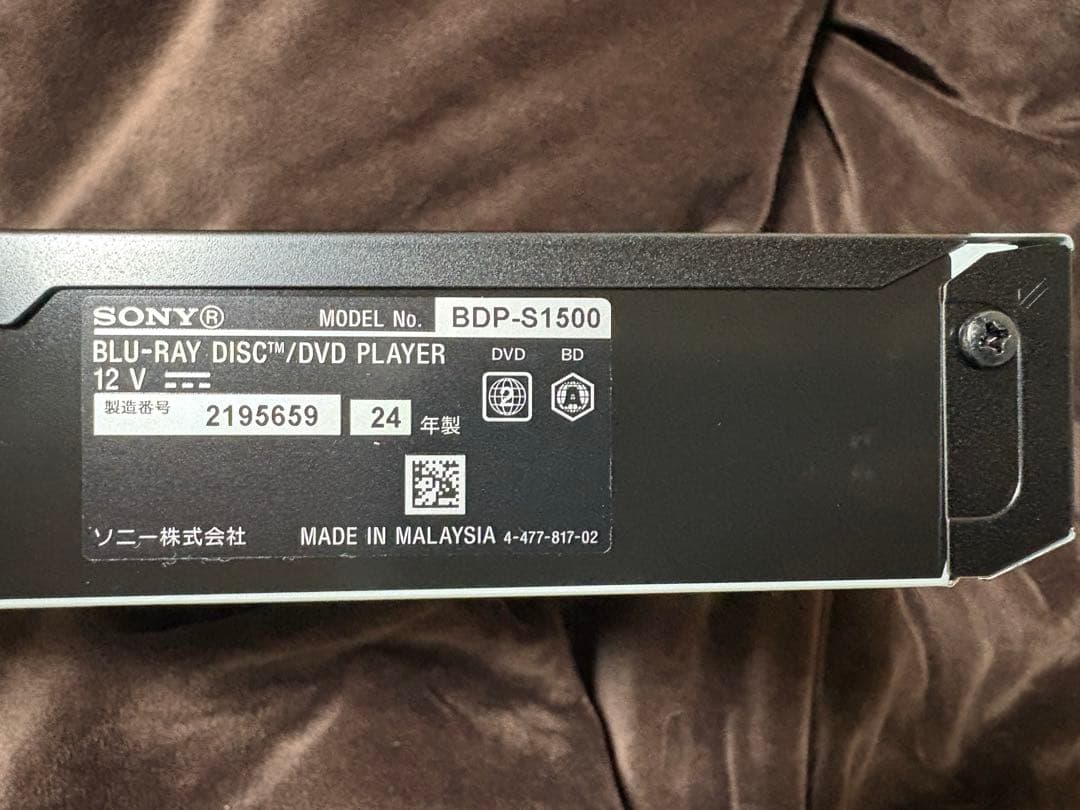 SONY® MODEL No. BDP-S1500
BLU-RAY DISC™/DVD PLAYER DVD BD
12 V
2 A
製造番号 2195659 24 年製
ソニー株式会社 MADE IN MALAYSIA 4-477-817-02